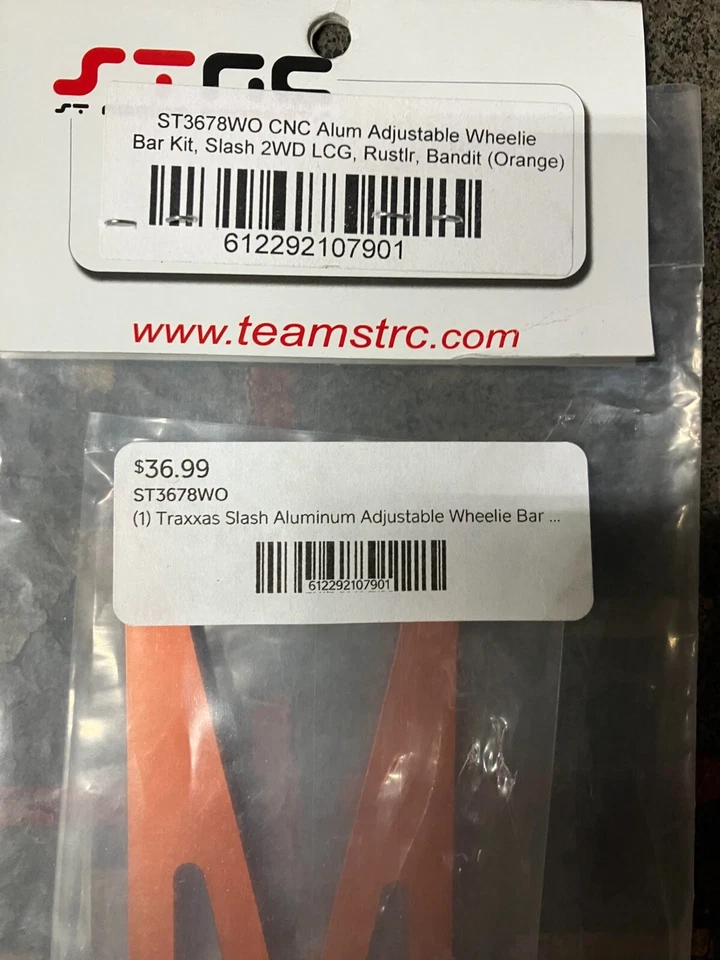 ST3678WO CNC Alum Adjustable Wheelie
Bar Kit, Slash 2WD LCG, Rustlr, Bandit (Orange)
612292107901
www.teamstrc.com
$36.99
ST3678WO
(1) Traxxas Slash Aluminum Adjustable Wheelie Bar ...
612292107901